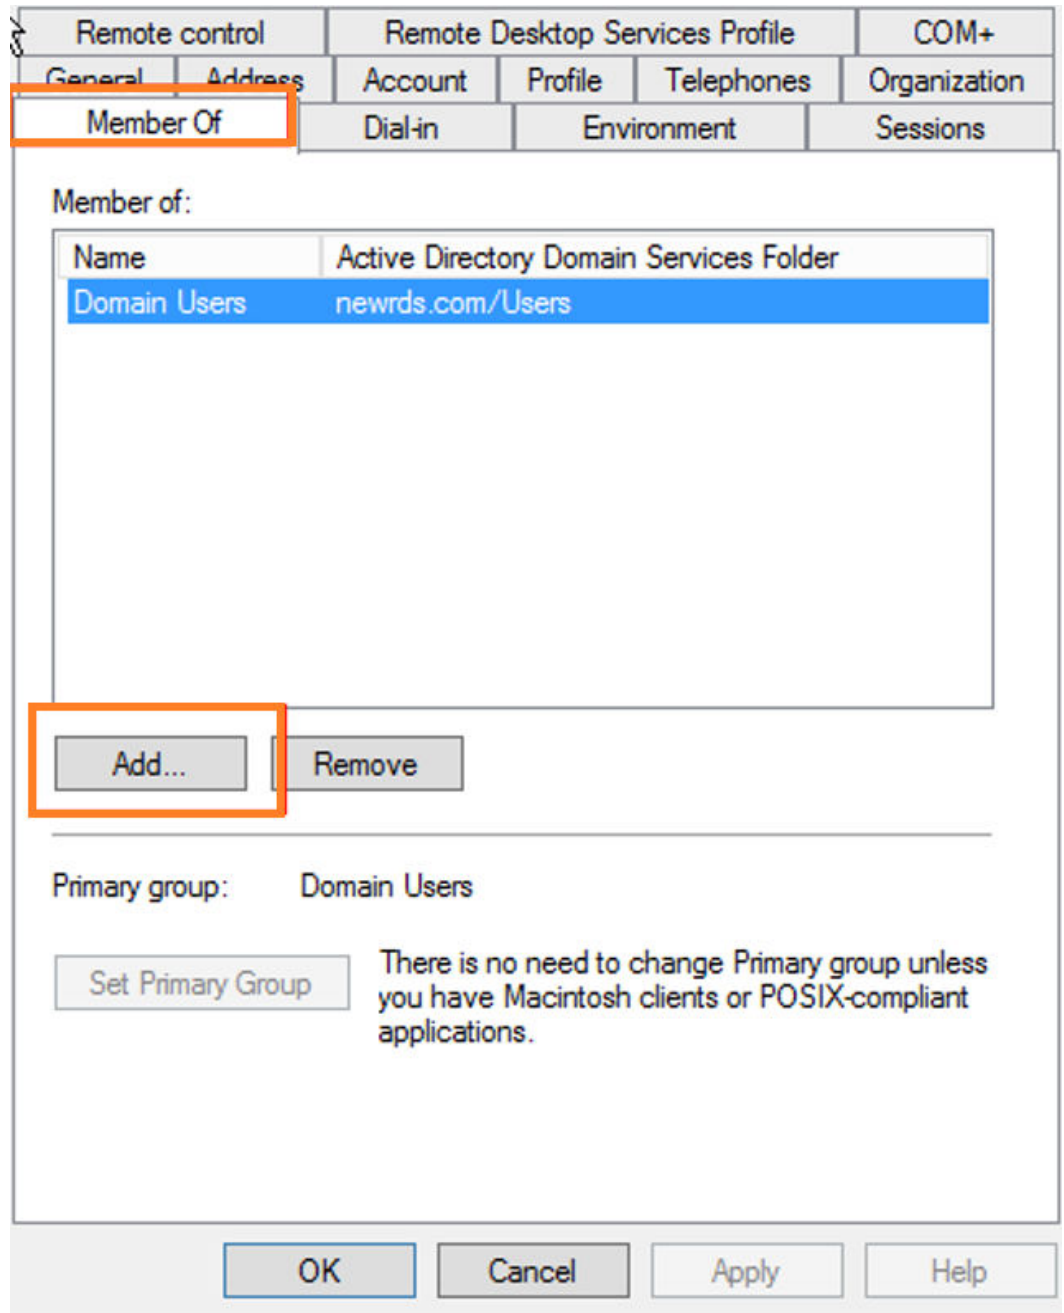 Remote control Remote Desktop Services Profile COM+
General Address Account Profile Telephones Organization
Member Of Dial-in Environment Sessions
Member of:
Name Active Directory Domain Services Folder
Domain Users newrds.com/Users
Add... Remove
Primary group: Domain Users
Set Primary Group
There is no need to change Primary group unless
you have Macintosh clients or POSIX-compliant
applications.
OK Cancel Apply Help